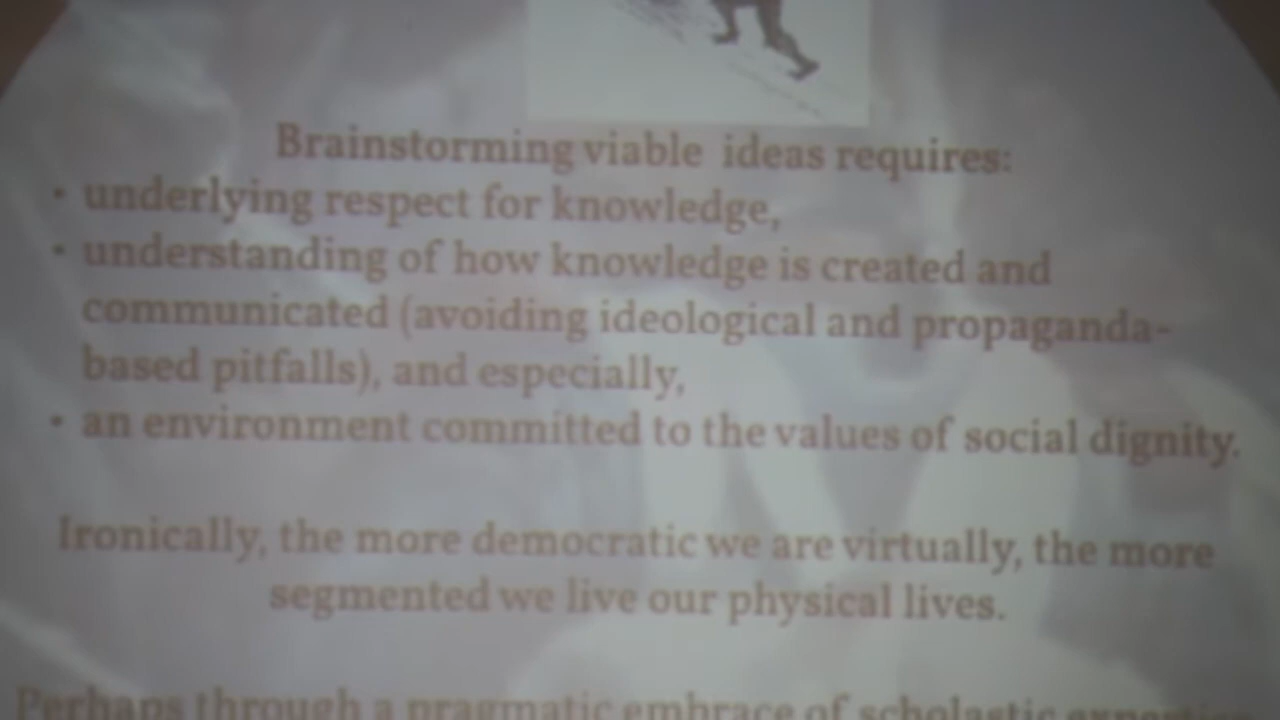 Brainstorming viable ideas requires:
• underlying respect for knowledge,
• understanding of how knowledge is created and
communicated (avoiding ideological and propaganda-
based pitfalls), and especially,
• an environment committed to the values of social dignity.
Ironically, the more democratic we are virtually, the more
segmented we live our physical lives.
Perhaps through a pragmatic embrace of scholastic expertise